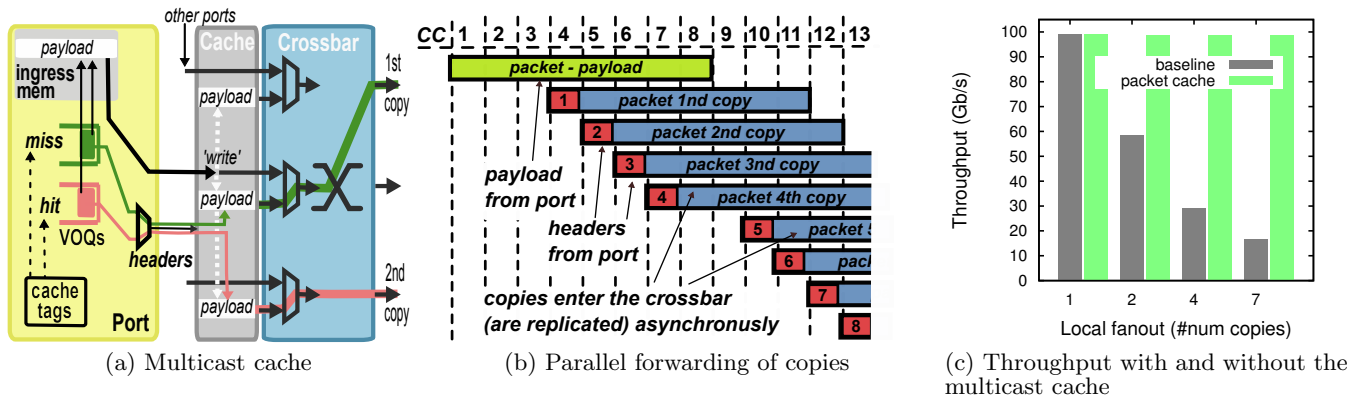 other ports
payload
ingress
mem
miss
hit
VOQs
cache
tags
headers
Port
Cache
Crossbar
payload
'write'
payload
payload
1st
copy
2nd
copy
(a) Multicast cache
CC 1 2 3 4 5 6 7 8 9 10 11 12 13
packet - payload
1 packet 1nd copy
2 packet 2nd copy
3 packet 3nd copy
4 packet 4th copy
5 packet 5
6 pack
7
8
payload
from port
headers
from port
copies enter the crossbar
(are replicated) asynchronusly
(b) Parallel forwarding of copies
Throughput (Gb/s)
100
90
80
70
60
50
40
30
20
10
0
baseline
packet cache
1 2 4 7
Local fanout (#num copies)
(c) Throughput with and without the
multicast cache